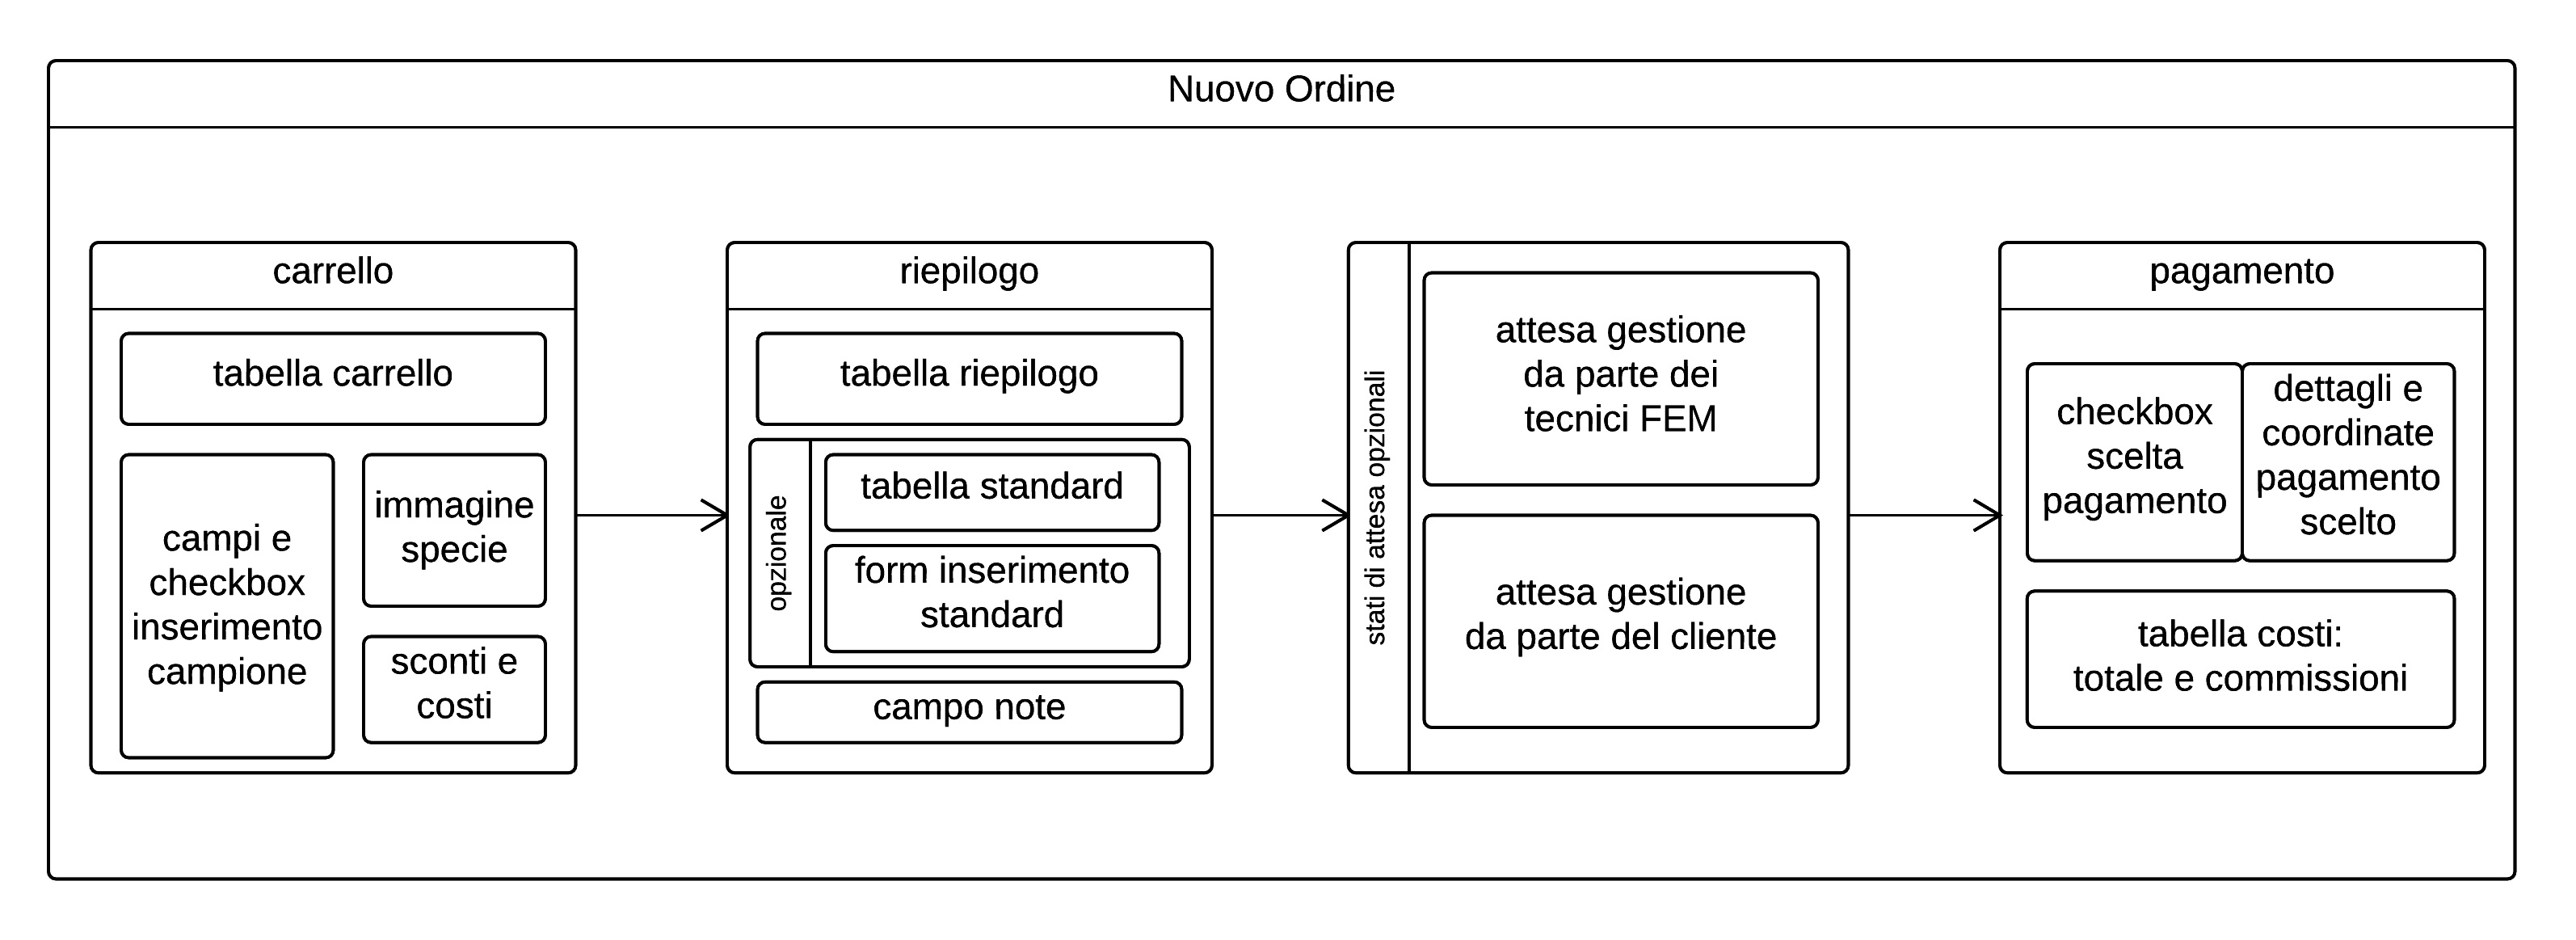 Nuovo Ordine
carrello
tabella carrello
campi e
checkbox
inserimento
campione
immagine
specie
sconti e
costi
riepilogo
tabella riepilogo
opzionale
tabella standard
form inserimento
standard
campo note
stati di attesa opzionali
attesa gestione
da parte dei
tecnici FEM
attesa gestione
da parte del cliente
pagamento
checkbox
scelta
pagamento
dettagli e
coordinate
pagamento
scelto
tabella costi:
totale e commissioni